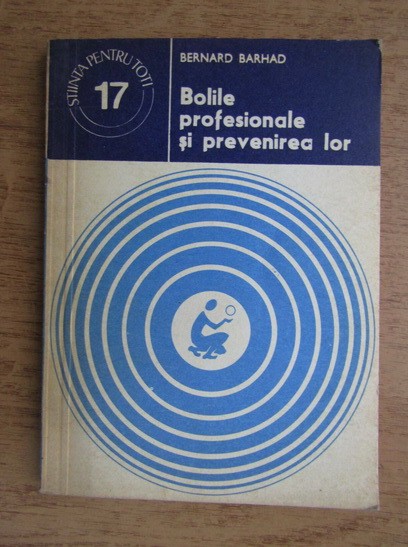 ȘTIINȚA PENTRU TOȚI
17
BERNARD BARHAD
Bolile
profesionale
și prevenirea lor